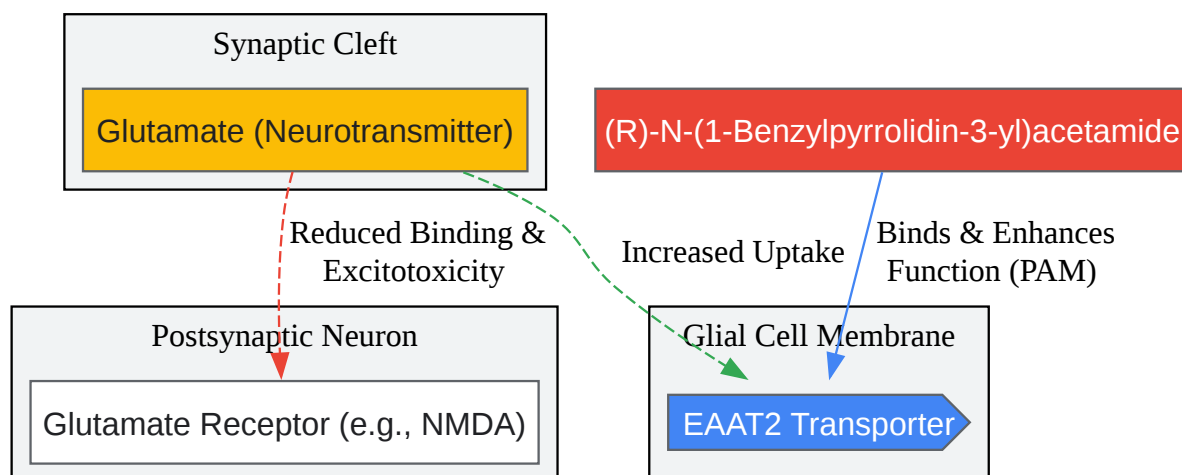 Synaptic Cleft
Glutamate (Neurotransmitter)
(R)-N-(1-Benzylpyrrolidin-3-yl)acetamide
Reduced Binding &
Excitotoxicity
Increased Uptake
Binds & Enhances
Function (PAM)
Postsynaptic Neuron
Glutamate Receptor (e.g., NMDA)
Glial Cell Membrane
EAAT2 Transporter